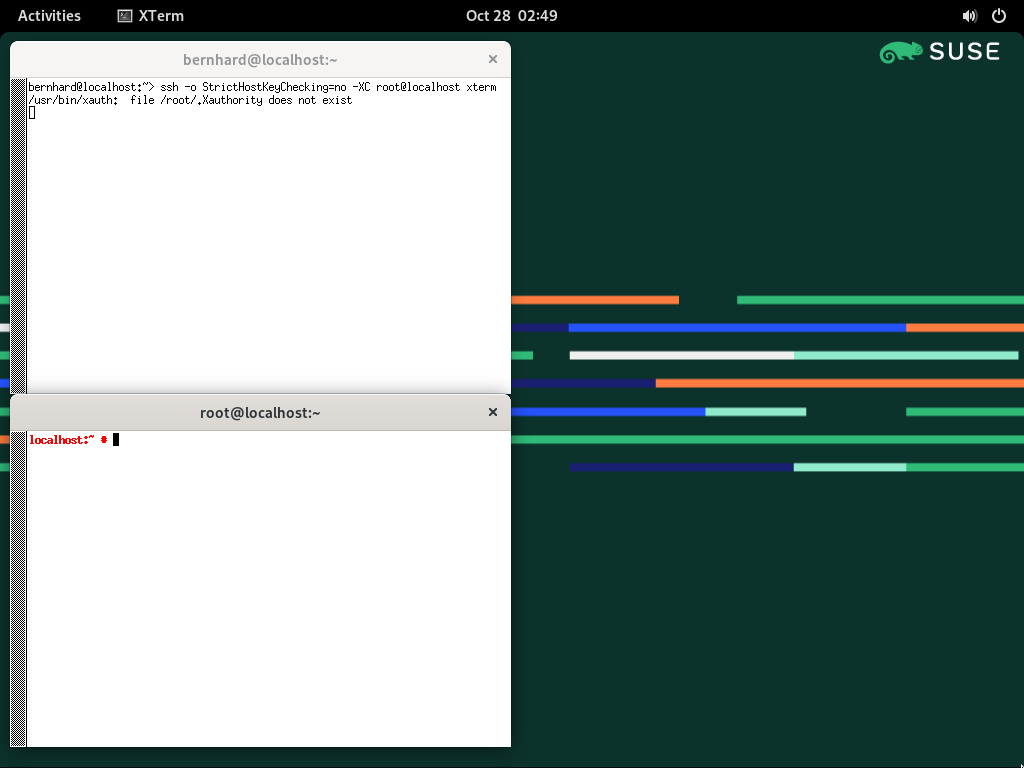 Activities XTerm Oct 28 02:49
SUSE
bernhard@localhost:~
bernhard@localhost:~> ssh -o StrictHostKeyChecking=no -XC root@localhost xterm
/usr/bin/xauth:  file /root/.Xauthority does not exist
root@localhost:~
localhost:~ #